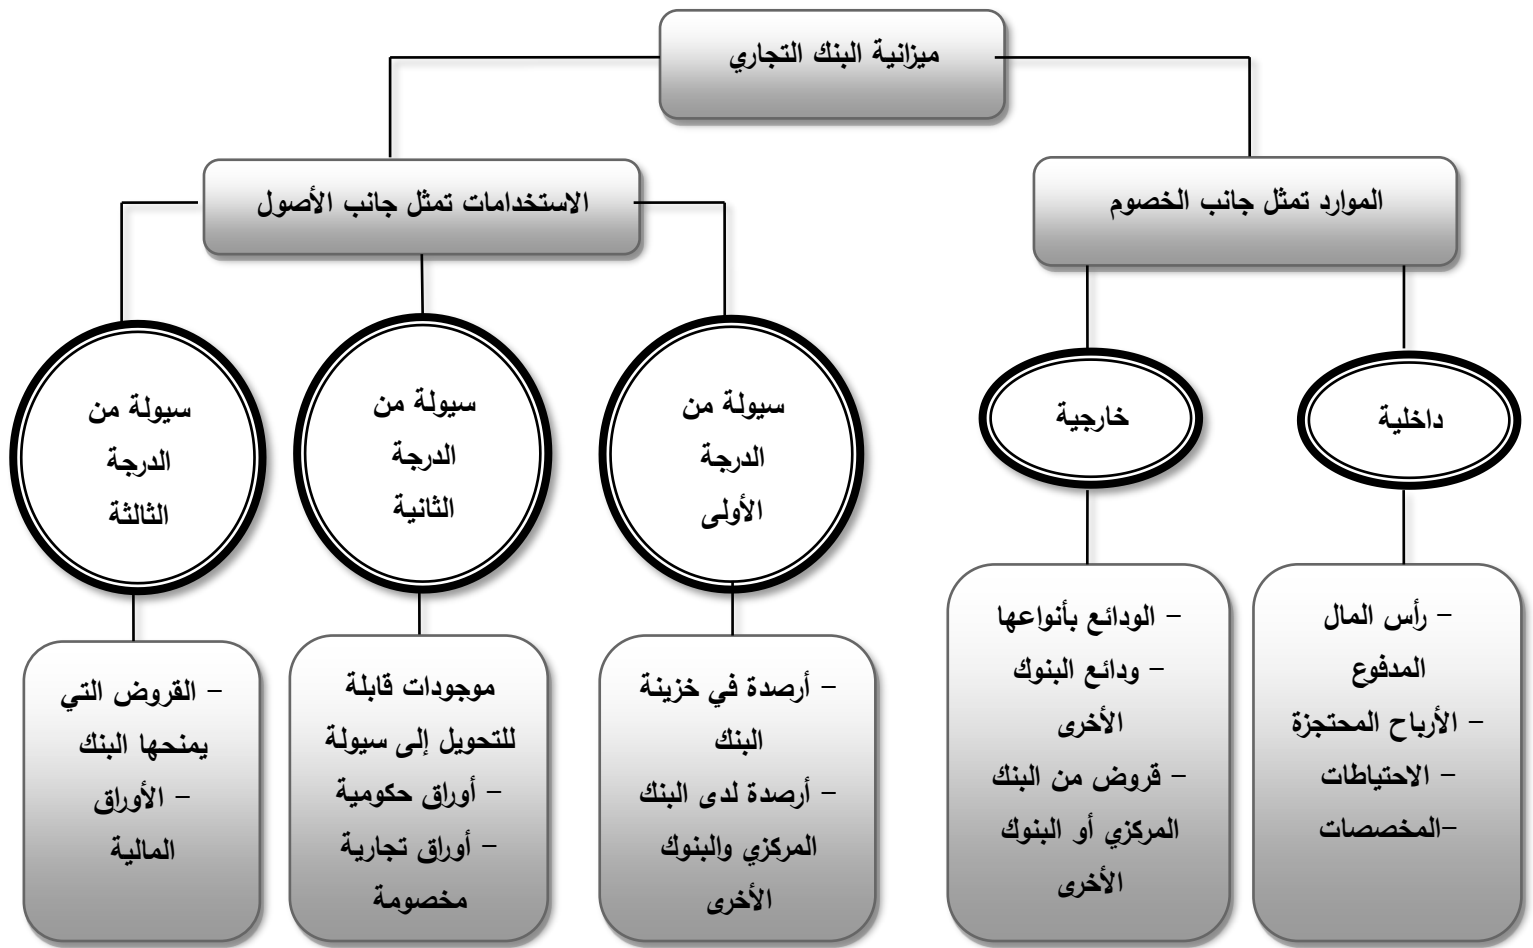 ميزانية البنك التجاري
الموارد تمثل جانب الخصوم
الاستخدامات تمثل جانب الأصول
داخلية
خارجية
سيولة من
الدرجة
الأولى
سيولة من
الدرجة
الثانية
سيولة من
الدرجة
الثالثة
- رأس المال
المدفوع
- الأرباح المحتجزة
- الاحتياطات
-المخصصات
- الودائع بأنواعها
- ودائع البنوك
الأخرى
- قروض من البنك
المركزي أو البنوك
الأخرى
- أرصدة في خزينة
البنك
- أرصدة لدى البنك
المركزي والبنوك
الأخرى
موجودات قابلة
للتحويل إلى سيولة
- أوراق حكومية
- أوراق تجارية
مخصومة
- القروض التي
يمنحها البنك
- الأوراق
المالية